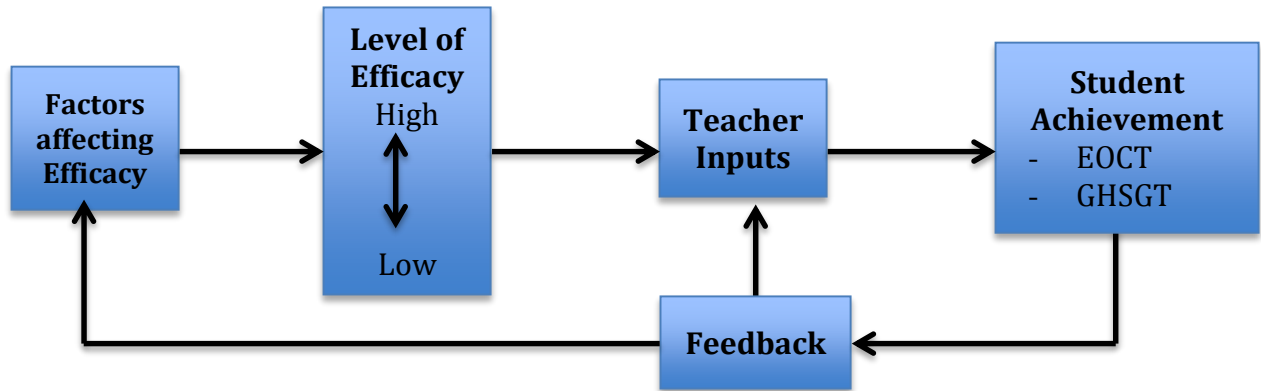 Factors
affecting
Efficacy
Level of
Efficacy
High
Low
Teacher
Inputs
Student
Achievement
- EOCT
- GHSGT
Feedback